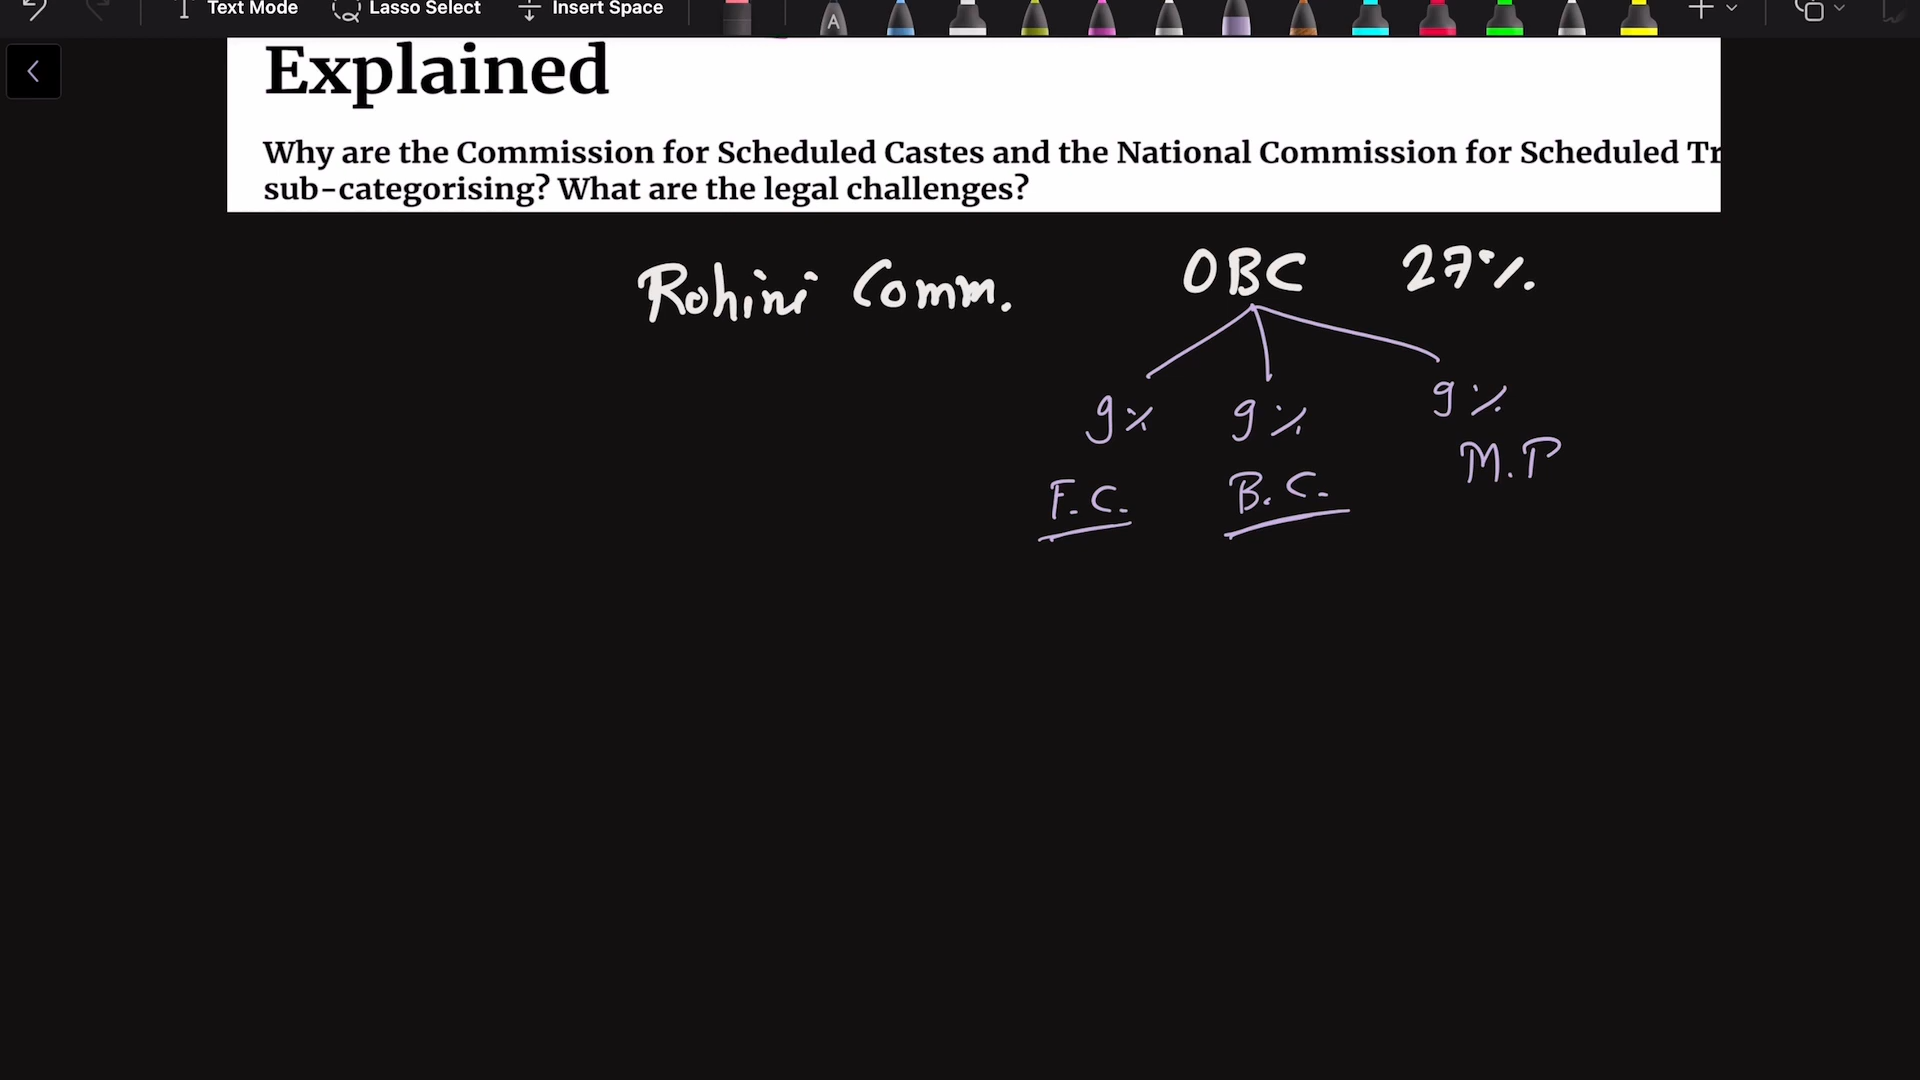 Text Mode Lasso Select Insert Space
A
Explained
Why are the Commission for Scheduled Castes and the National Commission for Scheduled Tr
sub-categorising? What are the legal challenges?
Rohini Comm. OBC 27%.
9% 9% 9%
M.P
F.C. B.C.